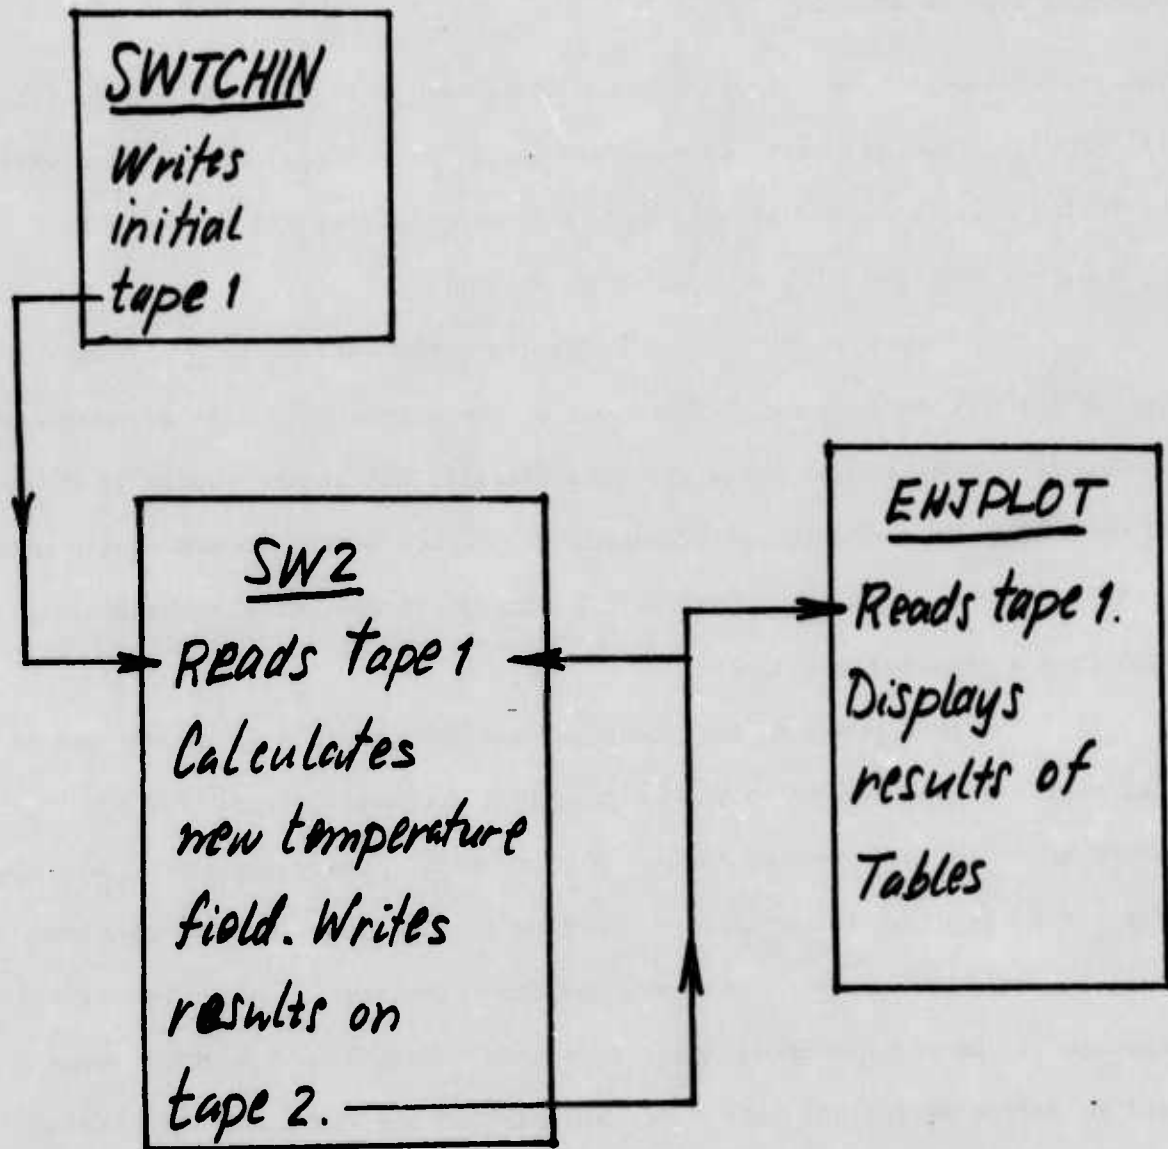 SWTCHIN
Writes
initial
tape 1
SW2
Reads Tape 1
Calculates
new temperature
field. Writes
results on
tape 2.
EHJPLOT
Reads tape 1.
Displays
results of
Tables